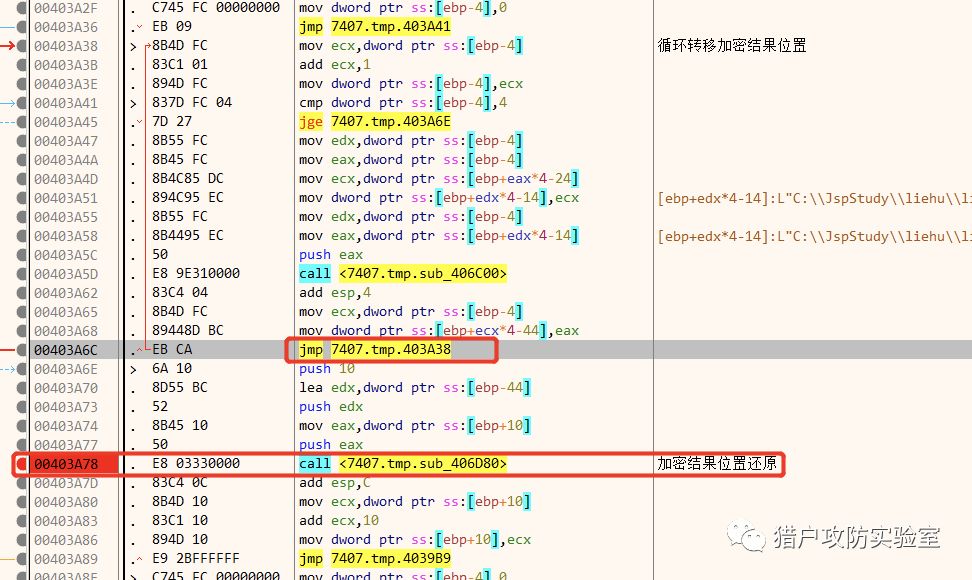 00403A2F . C745 FC 00000000 mov dword ptr ss:[ebp-4],0
00403A36 . EB 09 jmp 7407.tmp.403A41
00403A38 > 8B4D FC mov ecx,dword ptr ss:[ebp-4] 循环转移加密结果位置
00403A3B . 83C1 01 add ecx,1
00403A3E . 894D FC mov dword ptr ss:[ebp-4],ecx
00403A41 > 837D FC 04 cmp dword ptr ss:[ebp-4],4
00403A45 . 7D 27 jge 7407.tmp.403A6E
00403A47 . 8B55 FC mov edx,dword ptr ss:[ebp-4]
00403A4A . 8B45 FC mov eax,dword ptr ss:[ebp-4]
00403A4D . 8B4C85 DC mov ecx,dword ptr ss:[ebp+eax*4-24]
00403A51 . 894C95 EC mov dword ptr ss:[ebp+edx*4-14],ecx [ebp+edx*4-14]:L"C:\\JspStudy\\liehu\\l
00403A55 . 8B55 FC mov edx,dword ptr ss:[ebp-4]
00403A58 . 8B4495 EC mov eax,dword ptr ss:[ebp+edx*4-14] [ebp+edx*4-14]:L"C:\\JspStudy\\liehu\\l
00403A5C . 50 push eax
00403A5D . E8 9E310000 call <7407.tmp.sub_406C00>
00403A62 . 83C4 04 add esp,4
00403A65 . 8B4D FC mov ecx,dword ptr ss:[ebp-4]
00403A68 . 89448D BC mov dword ptr ss:[ebp+ecx*4-44],eax
00403A6C . EB CA jmp 7407.tmp.403A38
00403A6E > 6A 10 push 10
00403A70 . 8D55 BC lea edx,dword ptr ss:[ebp-44]
00403A73 . 52 push edx
00403A74 . 8B45 10 mov eax,dword ptr ss:[ebp+10]
00403A77 . 50 push eax
00403A78 . E8 03330000 call <7407.tmp.sub_406D80> 加密结果位置还原
00403A7D . 83C4 0C add esp,C
00403A80 . 8B4D 10 mov ecx,dword ptr ss:[ebp+10]
00403A83 . 83C1 10 add ecx,10
00403A86 . 894D 10 mov dword ptr ss:[ebp+10],ecx
00403A89 . E9 2BFFFFFF jmp 7407.tmp.4039B9
00403A8E > C745 FC 00000000 mov dword ptr ss:[ebp-4],0
猎户攻防实验室